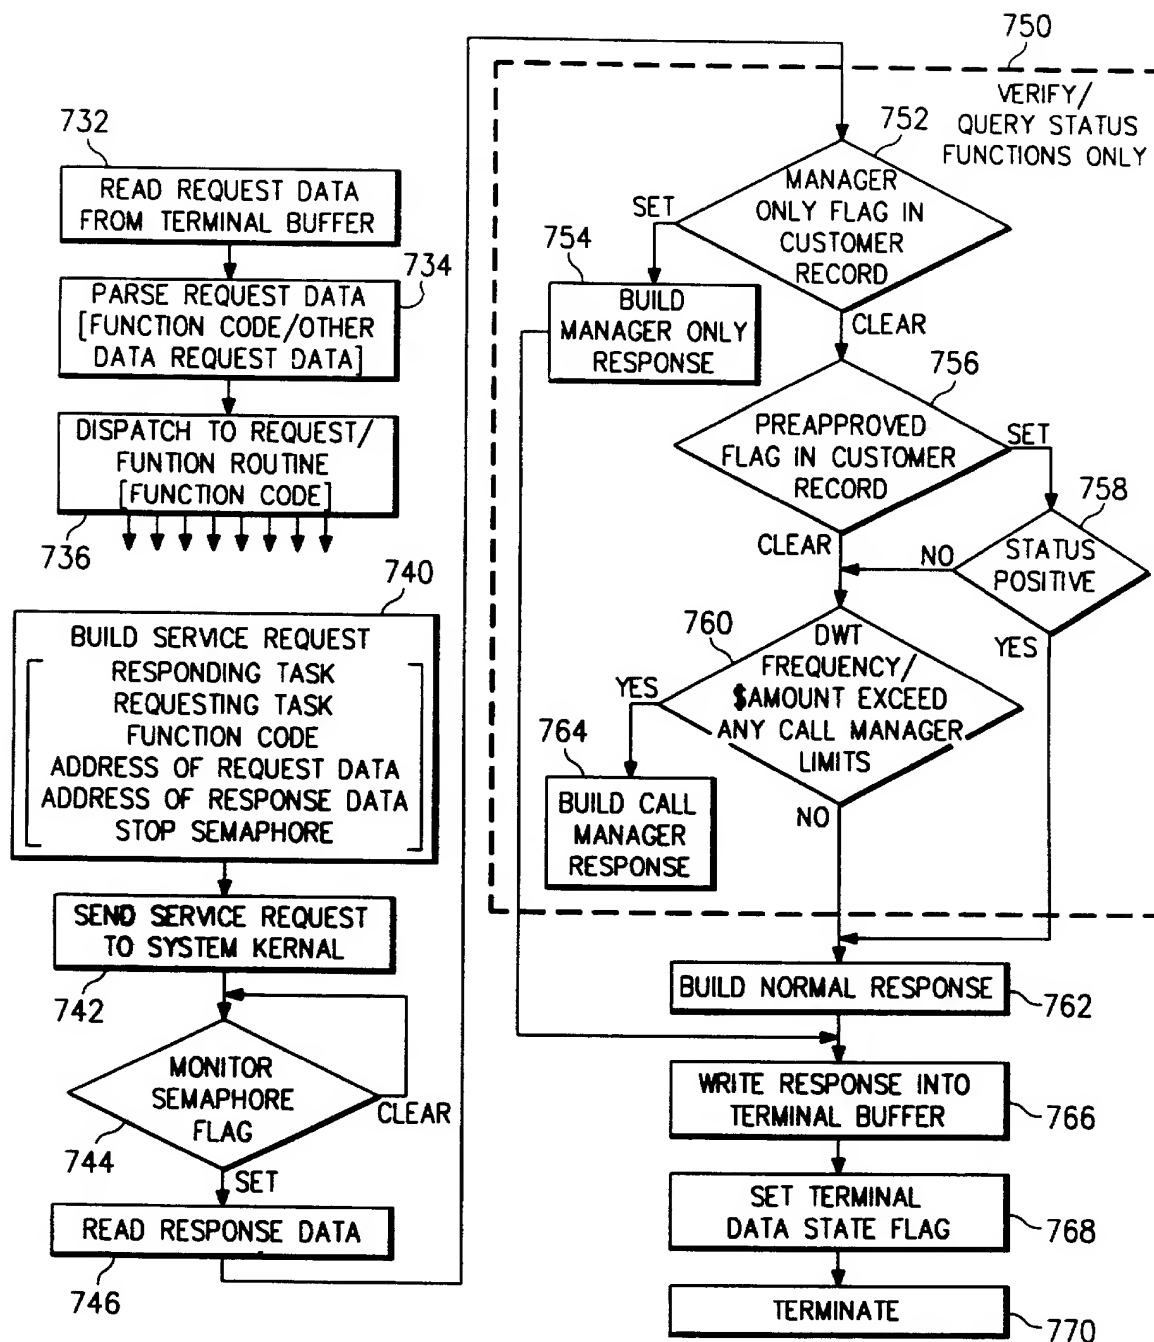 732
READ REQUEST DATA
FROM TERMINAL BUFFER
734
PARSE REQUEST DATA
[FUNCTION CODE/OTHER
DATA REQUEST DATA]
DISPATCH TO REQUEST/
FUNTION ROUTINE
[FUNCTION CODE]
736
740
BUILD SERVICE REQUEST
RESPONDING TASK
REQUESTING TASK
FUNCTION CODE
ADDRESS OF REQUEST DATA
ADDRESS OF RESPONSE DATA
STOP SEMAPHORE
SEND SERVICE REQUEST
TO SYSTEM KERNAL
742
MONITOR
SEMAPHORE
FLAG
CLEAR
744
SET
READ RESPONSE DATA
746
750
VERIFY/
QUERY STATUS
FUNCTIONS ONLY
752
MANAGER
ONLY FLAG IN
CUSTOMER
RECORD
SET
754
BUILD
MANAGER ONLY
RESPONSE
CLEAR
756
PREAPPROVED
FLAG IN CUSTOMER
RECORD
SET
758
CLEAR
NO
STATUS
POSITIVE
YES
760
DWT
FREQUENCY/
$AMOUNT EXCEED
ANY CALL MANAGER
LIMITS
YES
764
BUILD CALL
MANAGER
RESPONSE
NO
BUILD NORMAL RESPONSE
762
WRITE RESPONSE INTO
TERMINAL BUFFER
766
SET TERMINAL
DATA STATE FLAG
768
TERMINATE
770